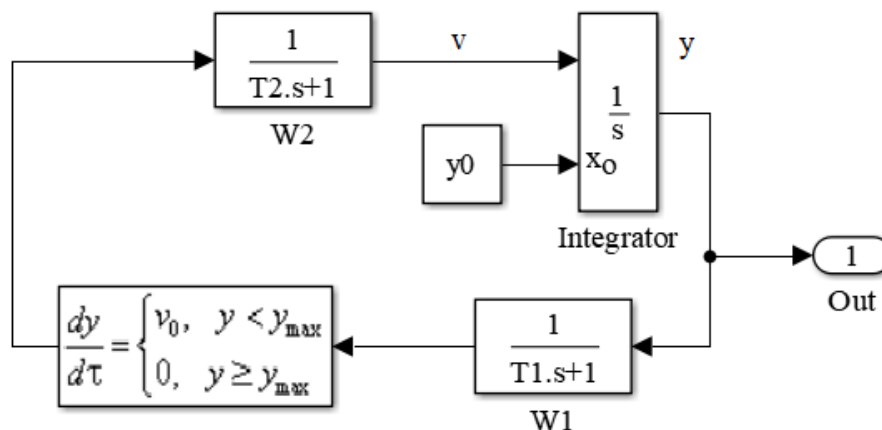 1
T2.s+1
W2
v
y
1
s
y0
xo
Integrator
1
Out
dy
dτ
=
v0, y < ymax
0, y ≥ ymax
1
T1.s+1
W1